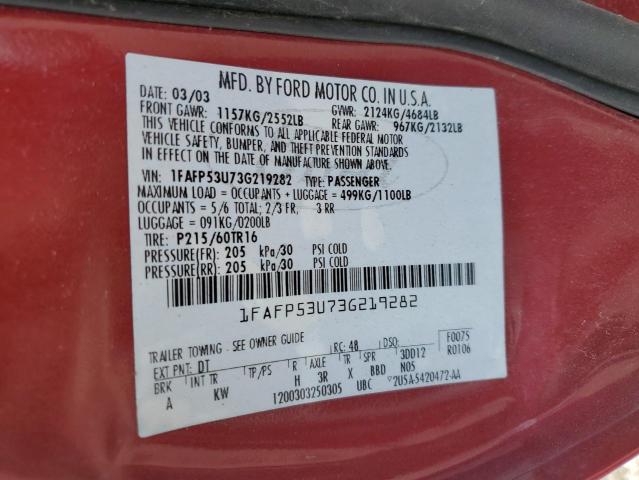 MFD. BY FORD MOTOR CO. IN U.S.A.
DATE: 03/03 GVWR: 2124KG/4684LB
FRONT GAWR: 1157KG/2552LB REAR GAWR: 967KG/2132LB
THIS VEHICLE CONFORMS TO ALL APPLICABLE FEDERAL MOTOR
VEHICLE SAFETY, BUMPER, AND THEFT PREVENTION STANDARDS
IN EFFECT ON THE DATE OF MANUFACTURE SHOWN ABOVE.
VIN: 1FAFP53U73G219282 TYPE: PASSENGER
MAXIMUM LOAD = OCCUPANTS + LUGGAGE = 499KG/1100LB
OCCUPANTS = 5/6 TOTAL; 2/3 FR, 3 RR
LUGGAGE = 091KG/0200LB
TIRE: P215/60TR16
PRESSURE(FR): 205 kPa/30 PSI COLD
PRESSURE(RR): 205 kPa/30 PSI COLD
1FAFP53U73G219282
TRAILER TOWING - SEE OWNER GUIDE F0075
EXT PNT: DT RC: 48 DSO: R0106
BRK INT TR TP/PS R AXLE TR SPR 3DD12
A KW H 3R X BBD N05
1200303250305 UBC 2U5A-5420472-AA